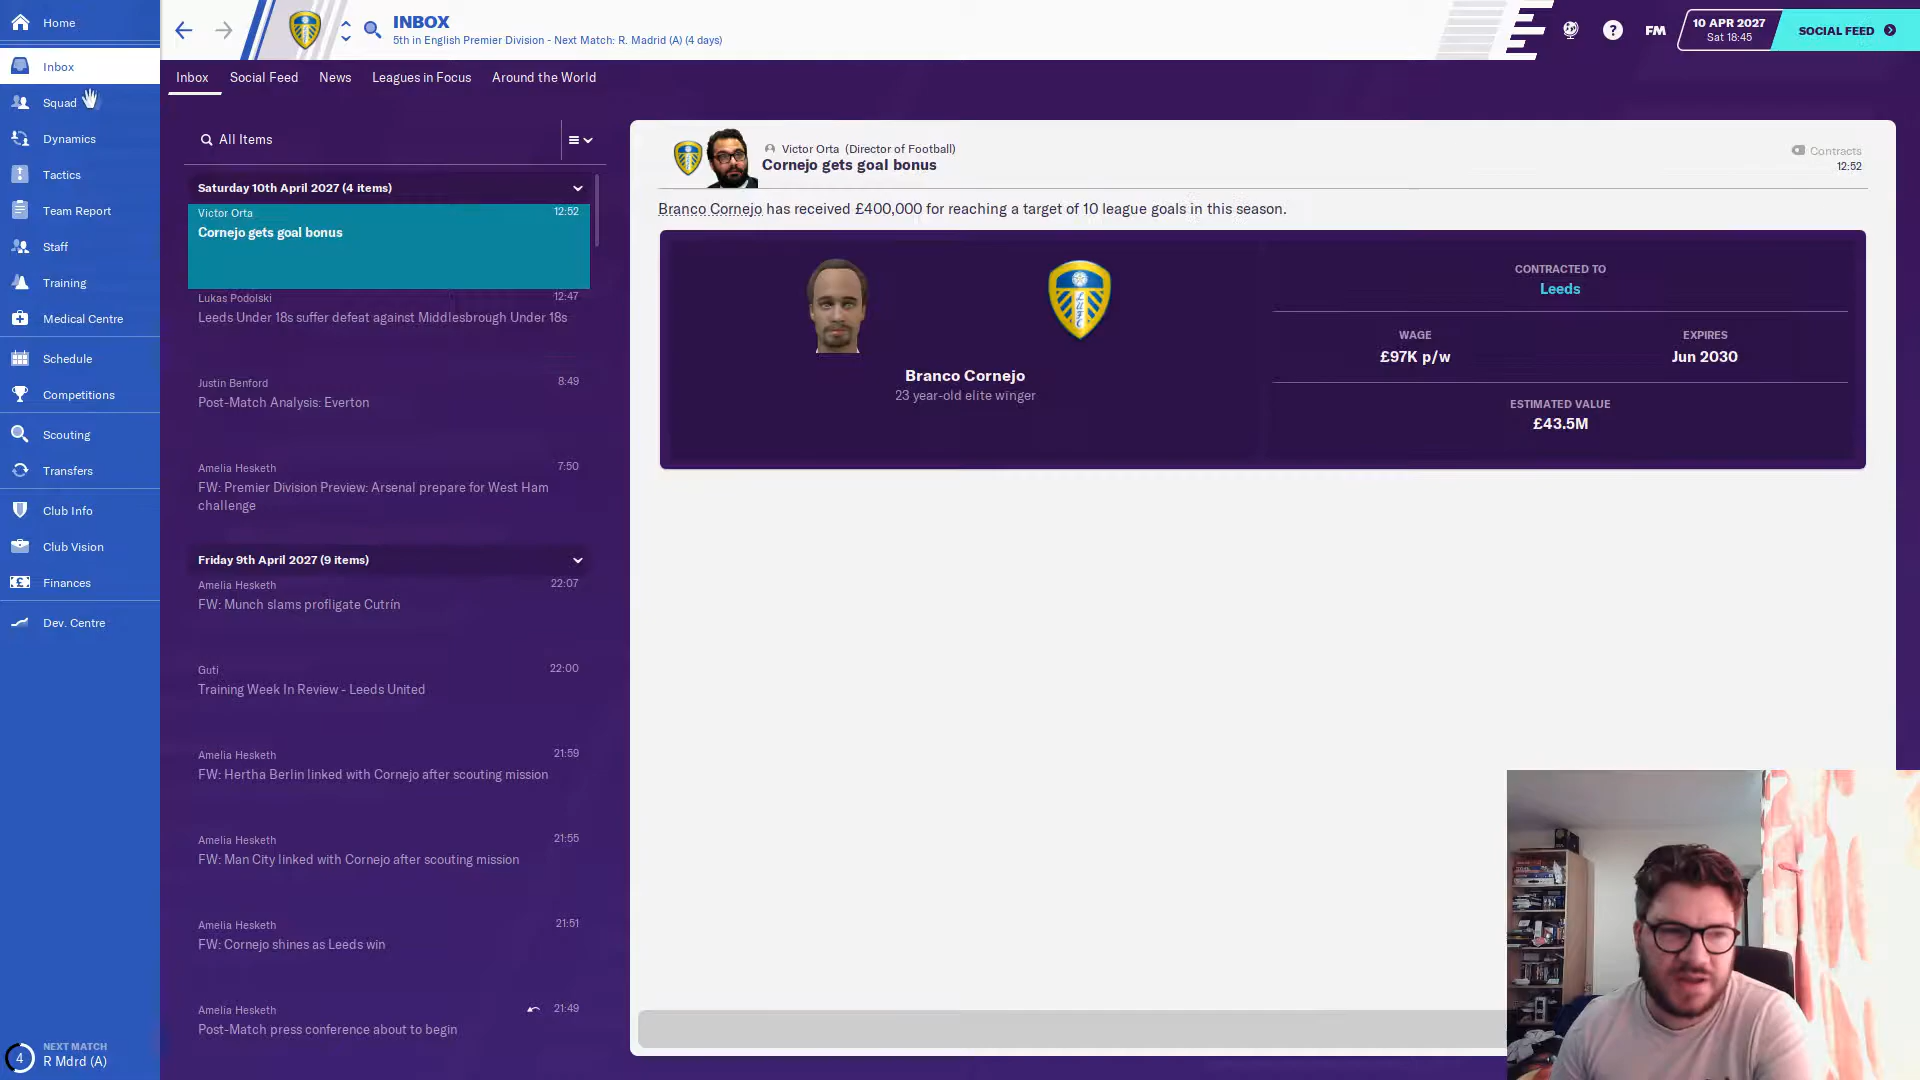 Home
Inbox
Squad
Dynamics
Tactics
Team Report
Staff
Training
Medical Centre
Schedule
Competitions
Scouting
Transfers
Club Info
Club Vision
Finances
Dev. Centre
4
NEXT MATCH
R Mdrd (A)
INBOX
5th in English Premier Division - Next Match: R. Madrid (A) (4 days)
?
FM
10 APR 2027
Sat 18:45
SOCIAL FEED
Inbox
Social Feed
News
Leagues in Focus
Around the World
All Items
Saturday 10th April 2027 (4 items)
Victor Orta
12:52
Cornejo gets goal bonus
Lukas Podolski
12:47
Leeds Under 18s suffer defeat against Middlesbrough Under 18s
Justin Benford
8:49
Post-Match Analysis: Everton
Amelia Hesketh
7:50
FW: Premier Division Preview: Arsenal prepare for West Ham
challenge
Friday 9th April 2027 (9 items)
Amelia Hesketh
22:07
FW: Munch slams profligate Cutrín
Guti
22:00
Training Week In Review - Leeds United
Amelia Hesketh
21:59
FW: Hertha Berlin linked with Cornejo after scouting mission
Amelia Hesketh
21:55
FW: Man City linked with Cornejo after scouting mission
Amelia Hesketh
21:51
FW: Cornejo shines as Leeds win
Amelia Hesketh
21:49
Post-Match press conference about to begin
Victor Orta (Director of Football)
Cornejo gets goal bonus
Contracts
12:52
Branco Cornejo has received £400,000 for reaching a target of 10 league goals in this season.
Branco Cornejo
23 year-old elite winger
CONTRACTED TO
Leeds
WAGE
£97K p/w
EXPIRES
Jun 2030
ESTIMATED VALUE
£43.5M